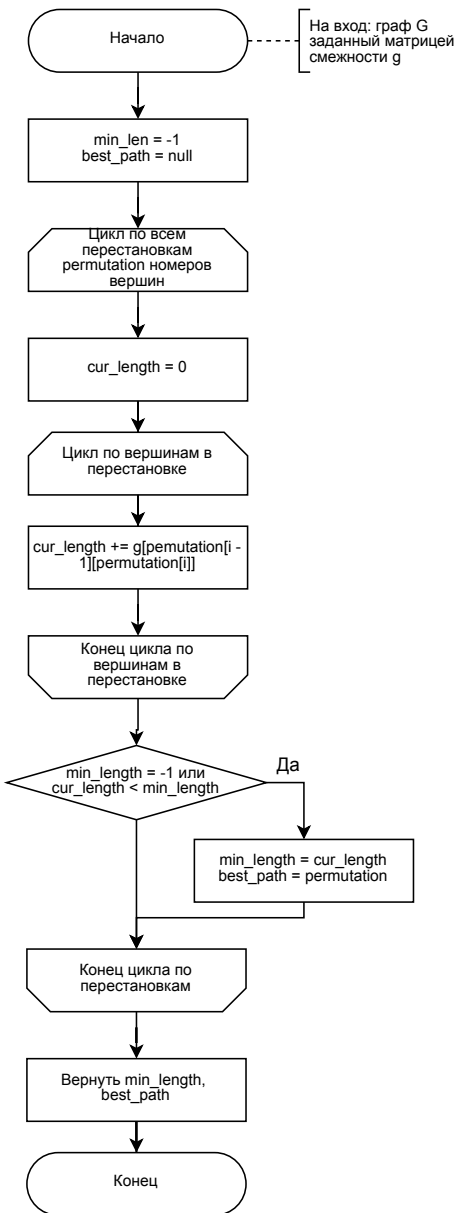 Начало
На вход: граф G
заданный матрицей
смежности g
min_len = -1
best_path = null
Цикл по всем
перестановкам
permutation номеров
вершин
cur_length = 0
Цикл по вершинам в
перестановке
cur_length += g[pemutation[i -
1][permutation[i]]
Конец цикла по
вершинам в
перестановке
min_length = -1 или
cur_length < min_length
Да
min_length = cur_length
best_path = permutation
Конец цикла по
перестановкам
Вернуть min_length,
best_path
Конец